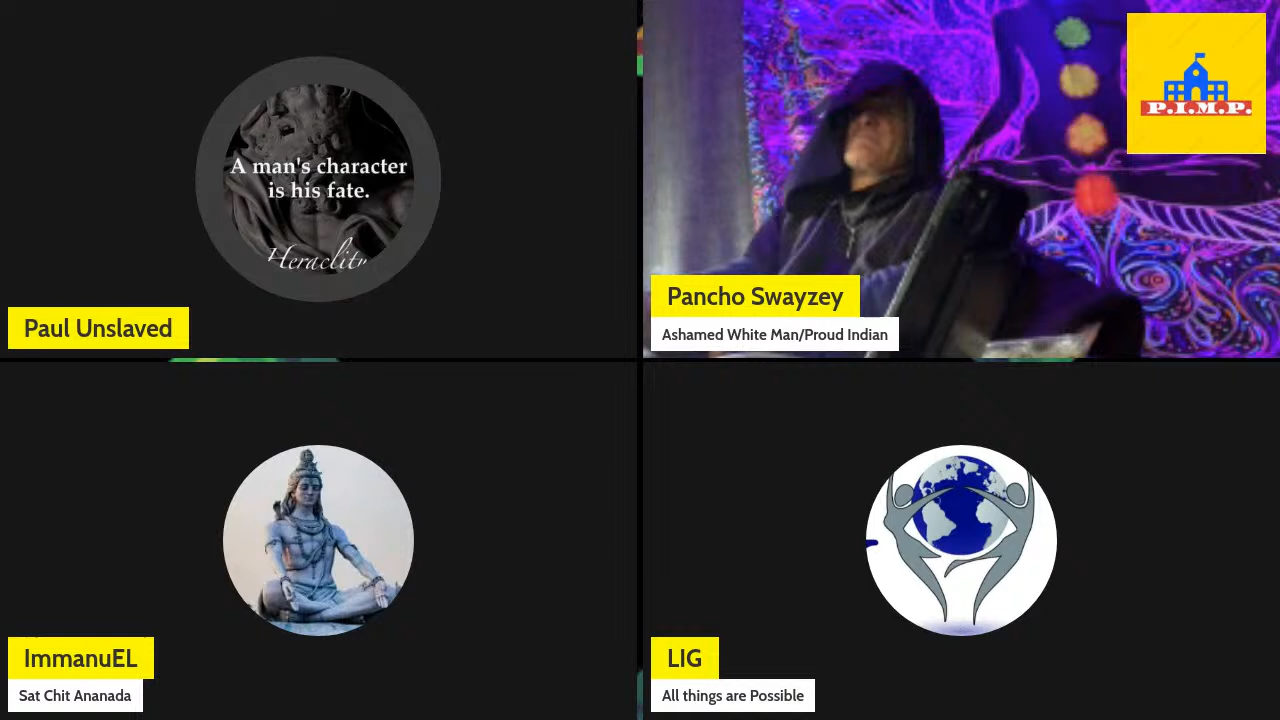 A man's character
is his fate.
Paul Unslaved
P.I.M.P.
Pancho Swayzey
Ashamed White Man/Proud Indian
ImmanuEL
Sat Chit Ananada
LIG
All things are Possible